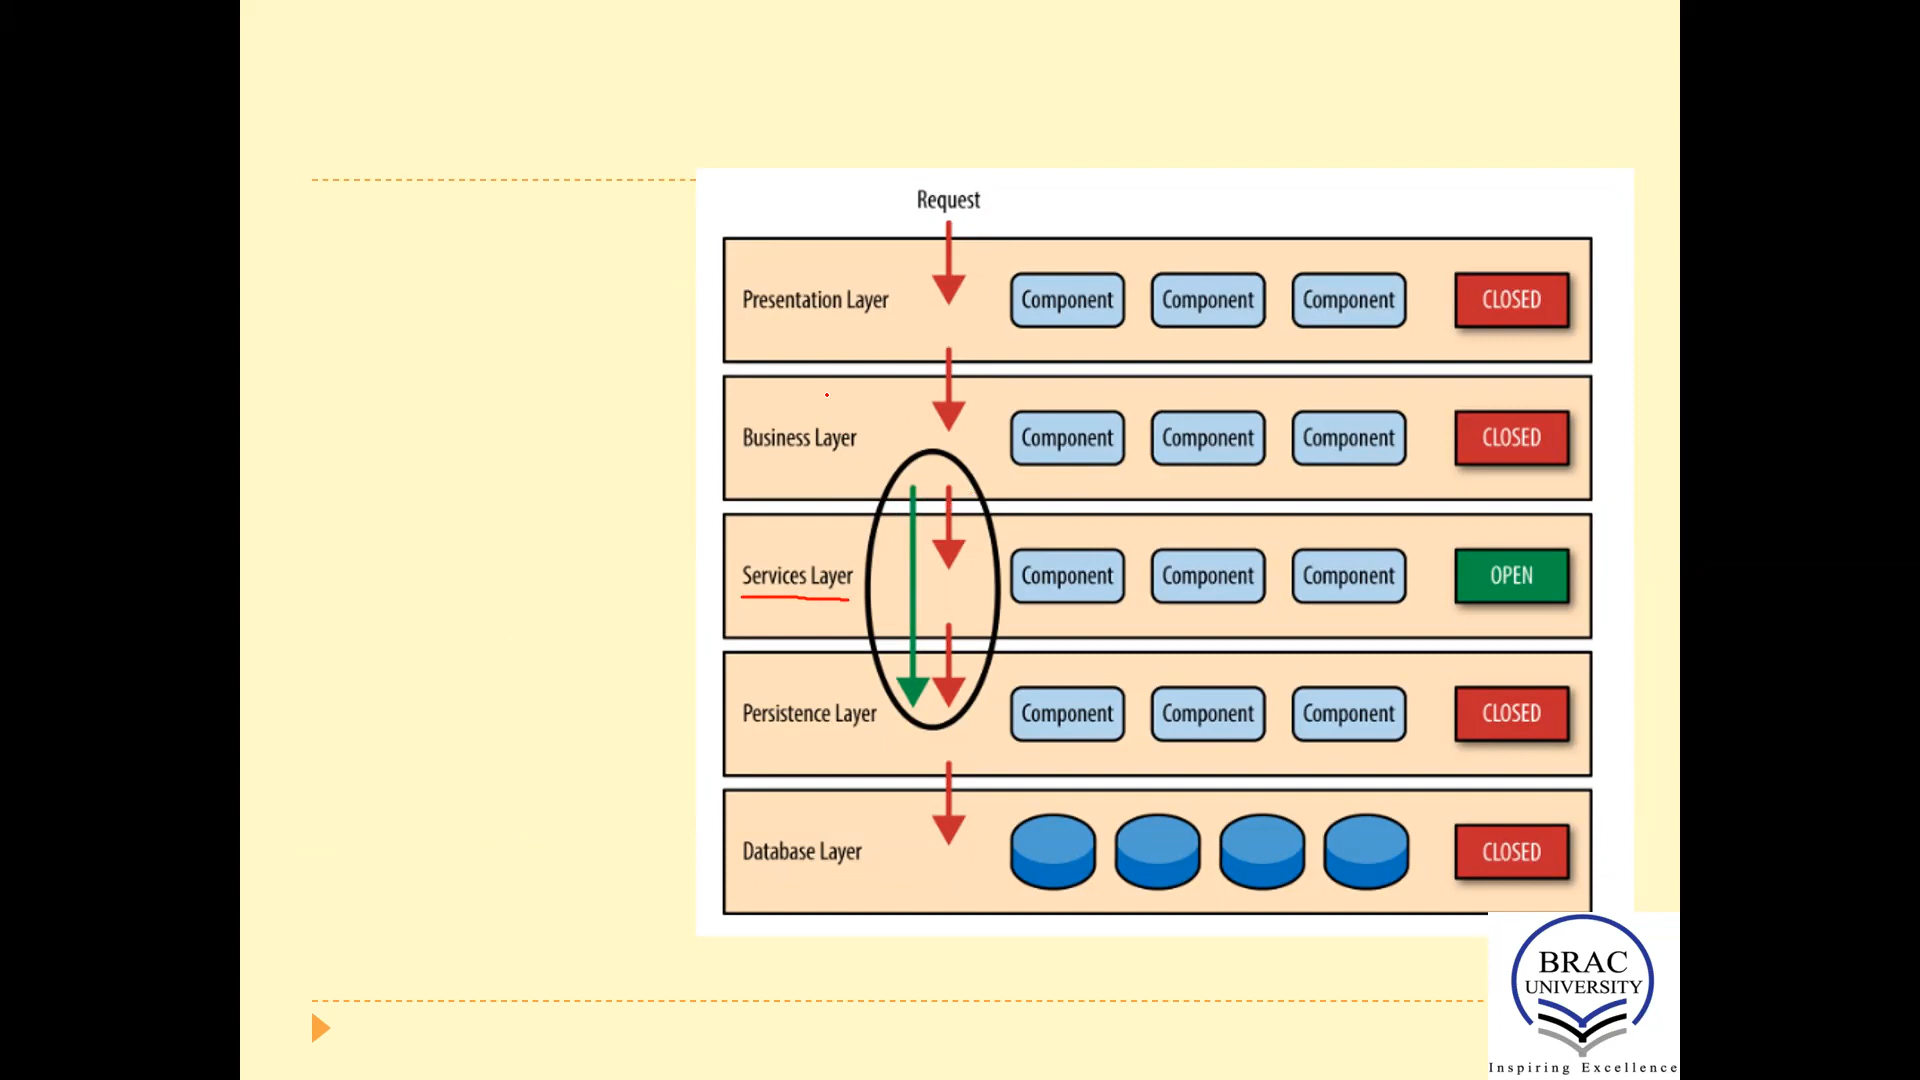 Request
Presentation Layer Component Component Component CLOSED
Business Layer Component Component Component CLOSED
Services Layer Component Component Component OPEN
Persistence Layer Component Component Component CLOSED
Database Layer CLOSED
BRAC
UNIVERSITY
Inspiring Excellence